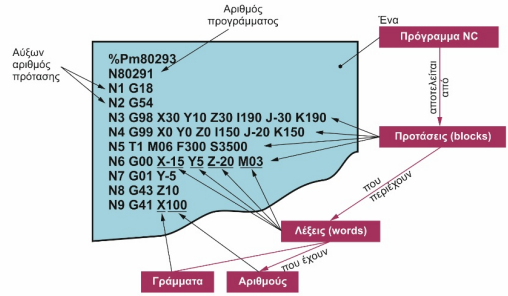 Αριθμός
προγράμματος
Ένα
Πρόγραμμα NC
Αύξων
αριθμός
πρότασης
αποτελείται
από
%Pm80293
N80291
N1 G18
N2 G54
N3 G98 X30 Y10 Z30 I190 J-30 K190
N4 G99 X0 Y0 Z0 I150 J-20 K150
N5 T1 M06 F300 S3500
N6 G00 X-15 Y5 Z-20 M03
N7 G01 Y-5
N8 G43 Z10
N9 G41 X100
Προτάσεις (blocks)
που
περιέχουν
Λέξεις (words)
που έχουν
Γράμματα
Αριθμούς